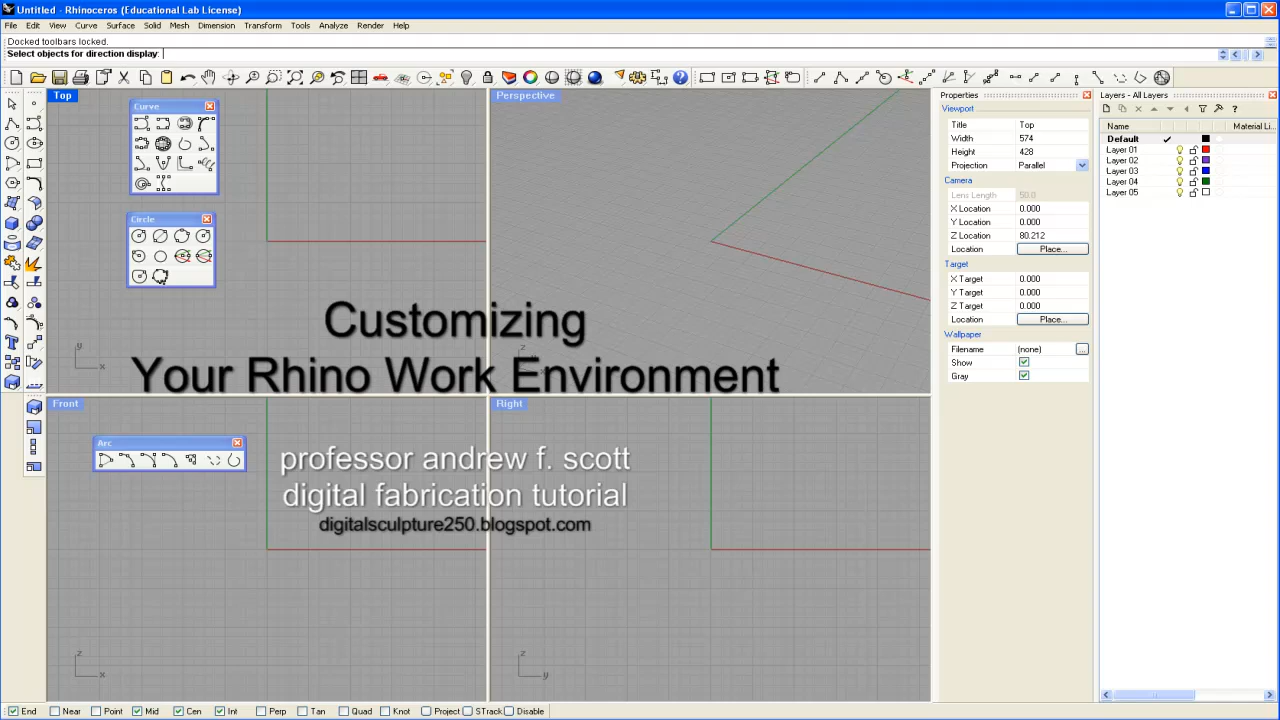 Untitled - Rhinoceros (Educational Lab License)
File Edit View Curve Surface Solid Mesh Dimension Transform Tools Analyze Render Help
Docked toolbars locked.
Select objects for direction display:
Top
Perspective
Curve
Circle
y
x
z
Customizing
Your Rhino Work Environment
Front
Right
Arc
professor andrew f. scott
digital fabrication tutorial
digitalsculpture250.blogspot.com
z
x
z
y
Properties
Viewport
Title Top
Width 574
Height 428
Projection Parallel
Camera
Lens Length 50.0
X Location 0.000
Y Location 0.000
Z Location 80.212
Location Place...
Target
X Target 0.000
Y Target 0.000
Z Target 0.000
Location Place...
Wallpaper
Filename (none) ...
Show
Gray
Layers - All Layers
Name Material Li...
Default
Layer 01
Layer 02
Layer 03
Layer 04
Layer 05
End Near Point Mid Cen Int Perp Tan Quad Knot Project STrack Disable